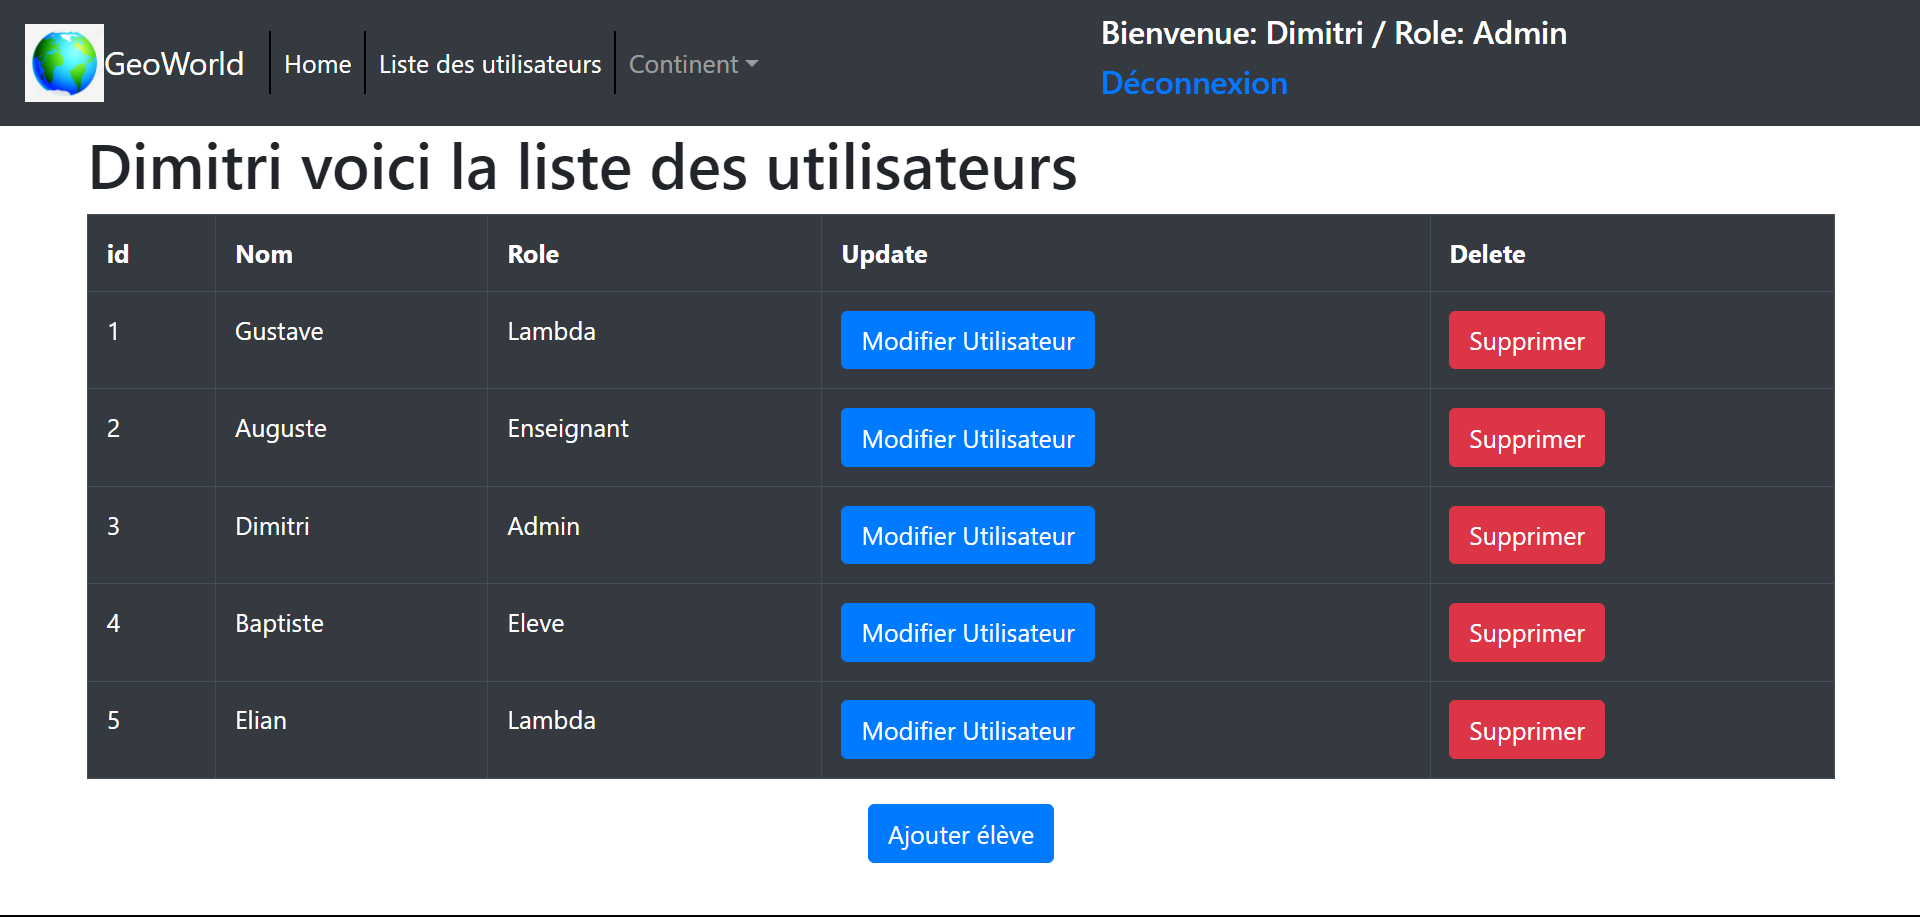 GeoWorld Home Liste des utilisateurs Continent
Bienvenue: Dimitri / Role: Admin
Déconnexion
Dimitri voici la liste des utilisateurs
id Nom Role Update Delete
1 Gustave Lambda Modifier Utilisateur Supprimer
2 Auguste Enseignant Modifier Utilisateur Supprimer
3 Dimitri Admin Modifier Utilisateur Supprimer
4 Baptiste Eleve Modifier Utilisateur Supprimer
5 Elian Lambda Modifier Utilisateur Supprimer
Ajouter élève